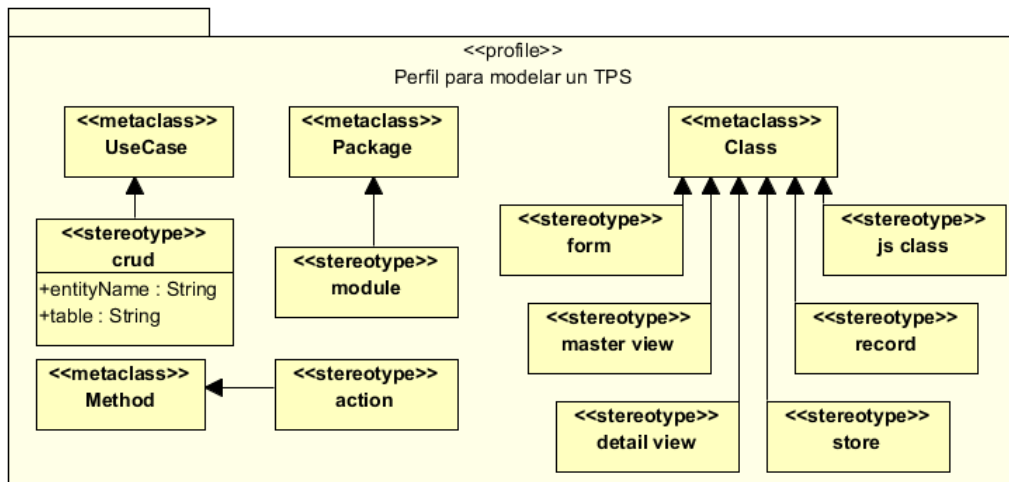 <<profile>>
Perfil para modelar un TPS
<<metaclass>>
UseCase
<<metaclass>>
Package
<<metaclass>>
Class
<<stereotype>>
crud
+entityName : String
+table : String
<<stereotype>>
module
<<stereotype>>
form
<<stereotype>>
js class
<<stereotype>>
master view
<<stereotype>>
record
<<metaclass>>
Method
<<stereotype>>
action
<<stereotype>>
detail view
<<stereotype>>
store